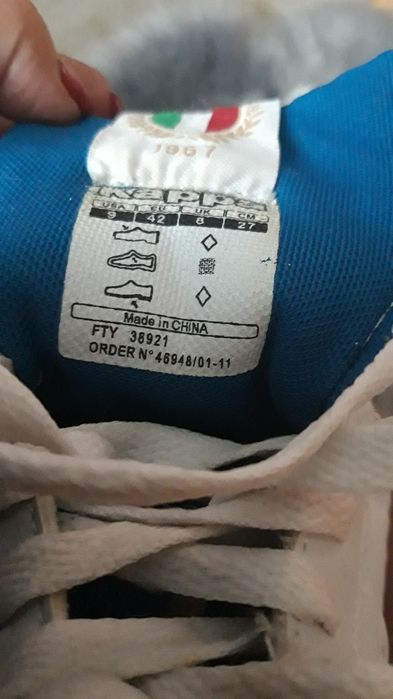 1967
Kappa
USA EU UK CM
9 42 8 27
Made in CHINA
FTY 38921
ORDER N°46948/01-11